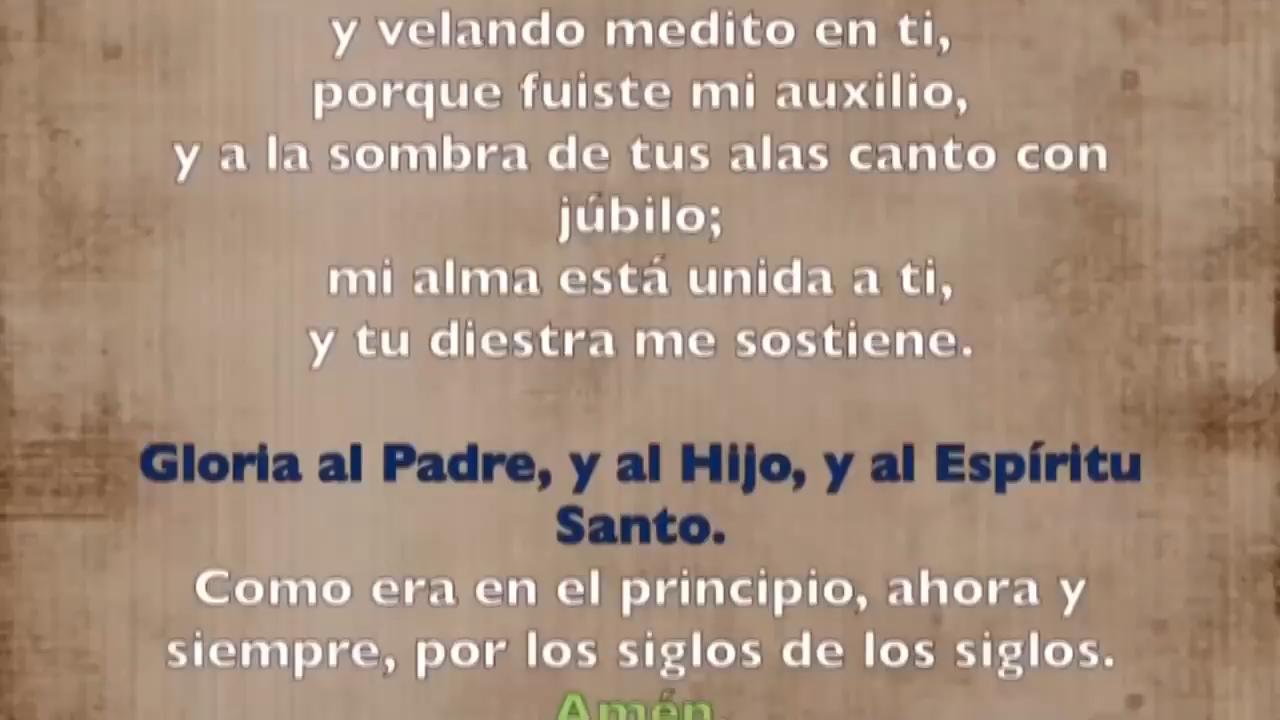 y velando medito en ti,
porque fuiste mi auxilio,
y a la sombra de tus alas canto con
júbilo;
mi alma está unida a ti,
y tu diestra me sostiene.
Gloria al Padre, y al Hijo, y al Espíritu
Santo.
Como era en el principio, ahora y
siempre, por los siglos de los siglos.
Amén